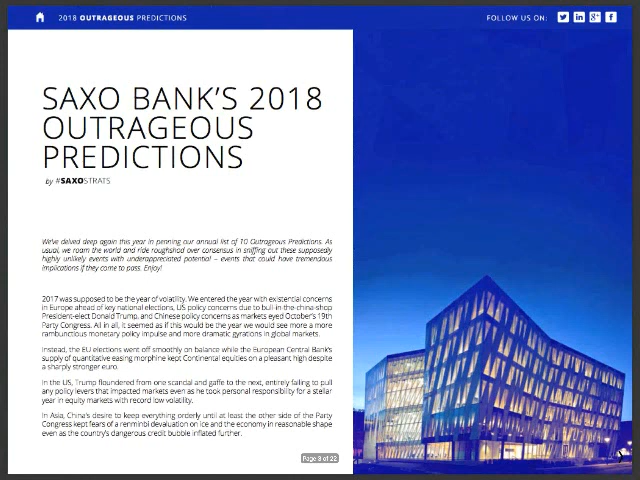 2018 OUTRAGEOUS PREDICTIONS
FOLLOW US ON:
SAXO BANK'S 2018
OUTRAGEOUS
PREDICTIONS
by #SAXOSTRATS
We've delved deep again this year in penning our annual list of 10 Outrageous Predictions. As
usual, we roam the world and ride roughshod over consensus in sniffing out these supposedly
highly unlikely events with underappreciated potential – events that could have tremendous
implications if they came to pass. Enjoy!
2017 was supposed to be the year of volatility. We entered the year with existential concerns
in Europe ahead of key national elections, US policy concerns due to bull-in-the-china-shop
President-elect Donald Trump, and Chinese policy concerns as markets eyed October's 19th
Party Congress. All in all, it seemed as if this would be the year we would see more a more
rambunctious monetary policy impulse and more dramatic gyrations in global markets.
Instead, the EU elections went off smoothly on balance while the European Central Bank's
supply of quantitative easing morphine kept Continental equities on a pleasant high despite
a sharply stronger euro.
In the US, Trump floundered from one scandal and gaffe to the next, entirely failing to pull
any policy levers that impacted markets even as he took personal responsibility for a stellar
year in equity markets with record low volatility.
In Asia, China's desire to keep everything orderly until at least the other side of the Party
Congress kept fears of a renminbi devaluation on ice and the economy in reasonable shape
even as the country's dangerous credit bubble inflated further.
Page 3 of 22